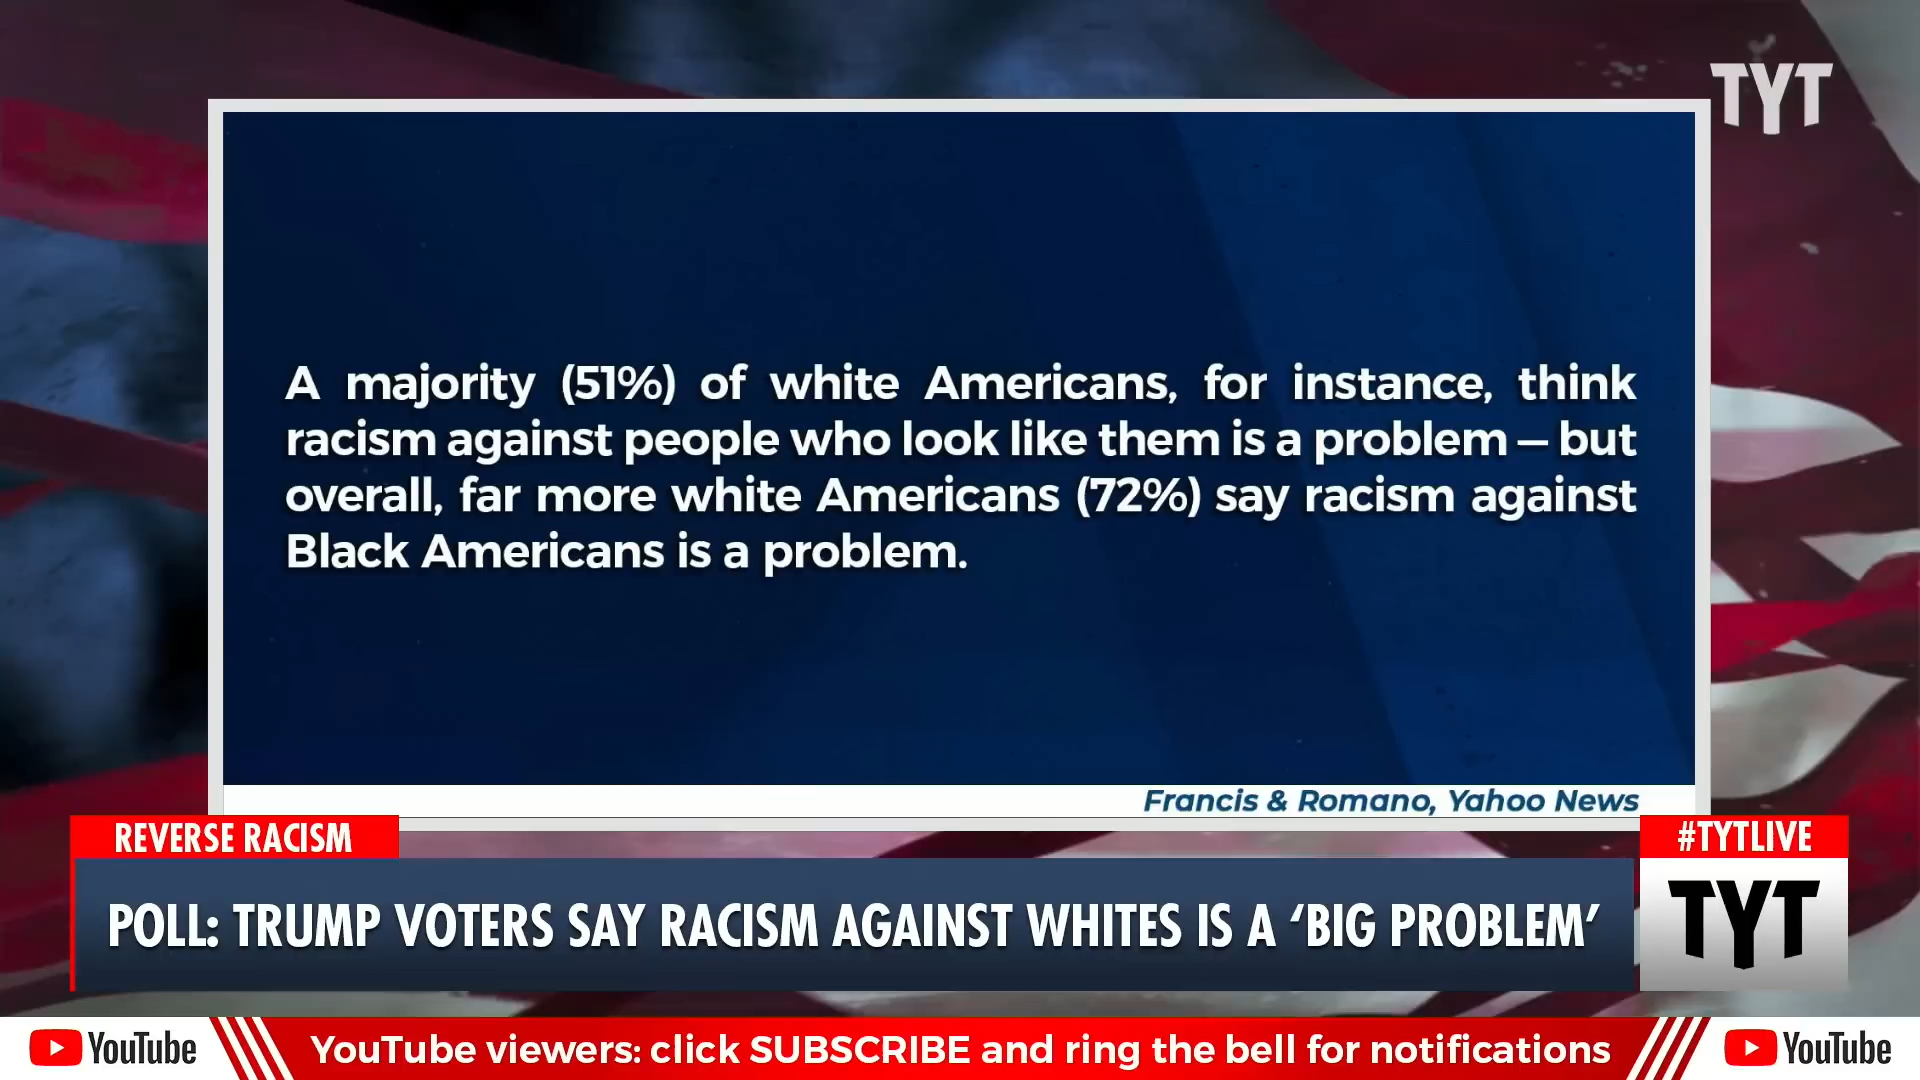 TYT
A majority (51%) of white Americans, for instance, think
racism against people who look like them is a problem — but
overall, far more white Americans (72%) say racism against
Black Americans is a problem.
Francis & Romano, Yahoo News
REVERSE RACISM
#TYTLIVE
POLL: TRUMP VOTERS SAY RACISM AGAINST WHITES IS A ‘BIG PROBLEM’
TYT
YouTube
YouTube viewers: click SUBSCRIBE and ring the bell for notifications
YouTube